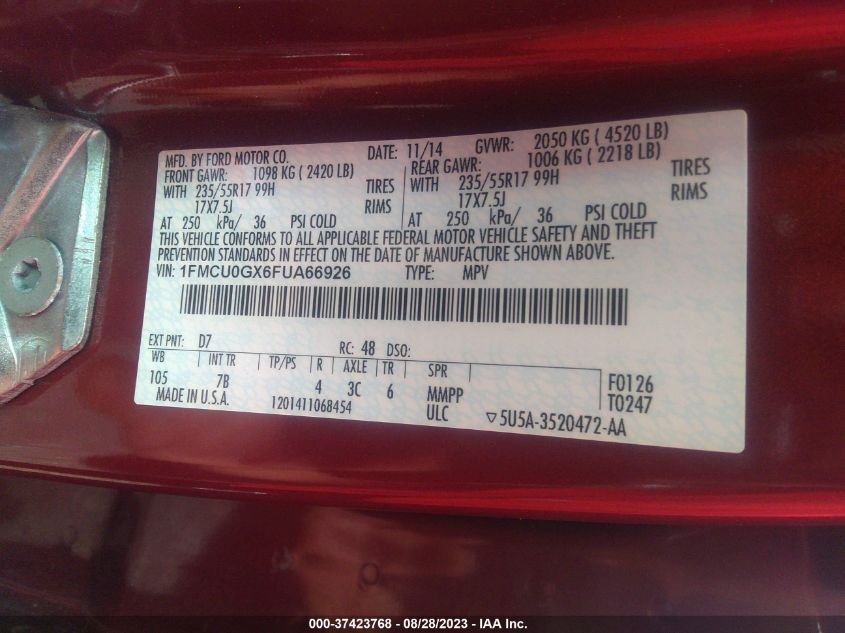 MFD. BY FORD MOTOR CO. DATE: 11/14 GVWR: 2050 KG ( 4520 LB)
FRONT GAWR: 1098 KG ( 2420 LB) REAR GAWR: 1006 KG ( 2218 LB)
WITH 235/55R17 99H TIRES WITH 235/55R17 99H TIRES
17X7.5J RIMS 17X7.5J RIMS
AT 250 kPa/ 36 PSI COLD AT 250 kPa/ 36 PSI COLD
THIS VEHICLE CONFORMS TO ALL APPLICABLE FEDERAL MOTOR VEHICLE SAFETY AND THEFT
PREVENTION STANDARDS IN EFFECT ON THE DATE OF MANUFACTURE SHOWN ABOVE.
VIN: 1FMCU0GX6FUA66926 TYPE: MPV
EXT PNT: D7 RC: 48 DSO:
WB INT TR TP/PS R AXLE TR SPR
105 7B 4 3C 6 MMPP F0126
MADE IN U.S.A. 1201411068454 ULC T0247
▽5U5A-3520472-AA
000-37423768 - 08/28/2023 - IAA Inc.